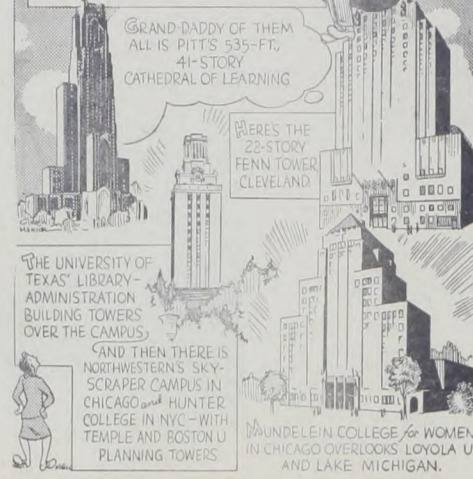 GRAND-DADDY OF THEM
ALL IS PITT'S 535-FT.,
41-STORY
CATHEDRAL OF LEARNING
HERE'S THE
22-STORY
FENN TOWER,
CLEVELAND.
THE UNIVERSITY OF
TEXAS' LIBRARY-
ADMINISTRATION
BUILDING TOWERS
OVER THE CAMPUS,
AND THEN THERE IS
NORTHWESTERN'S SKY-
SCRAPER CAMPUS IN
CHICAGO and HUNTER
COLLEGE IN NYC - WITH
TEMPLE AND BOSTON U
PLANNING TOWERS
MUNDELEIN COLLEGE for WOMEN
IN CHICAGO OVERLOOKS LOYOLA U
AND LAKE MICHIGAN.